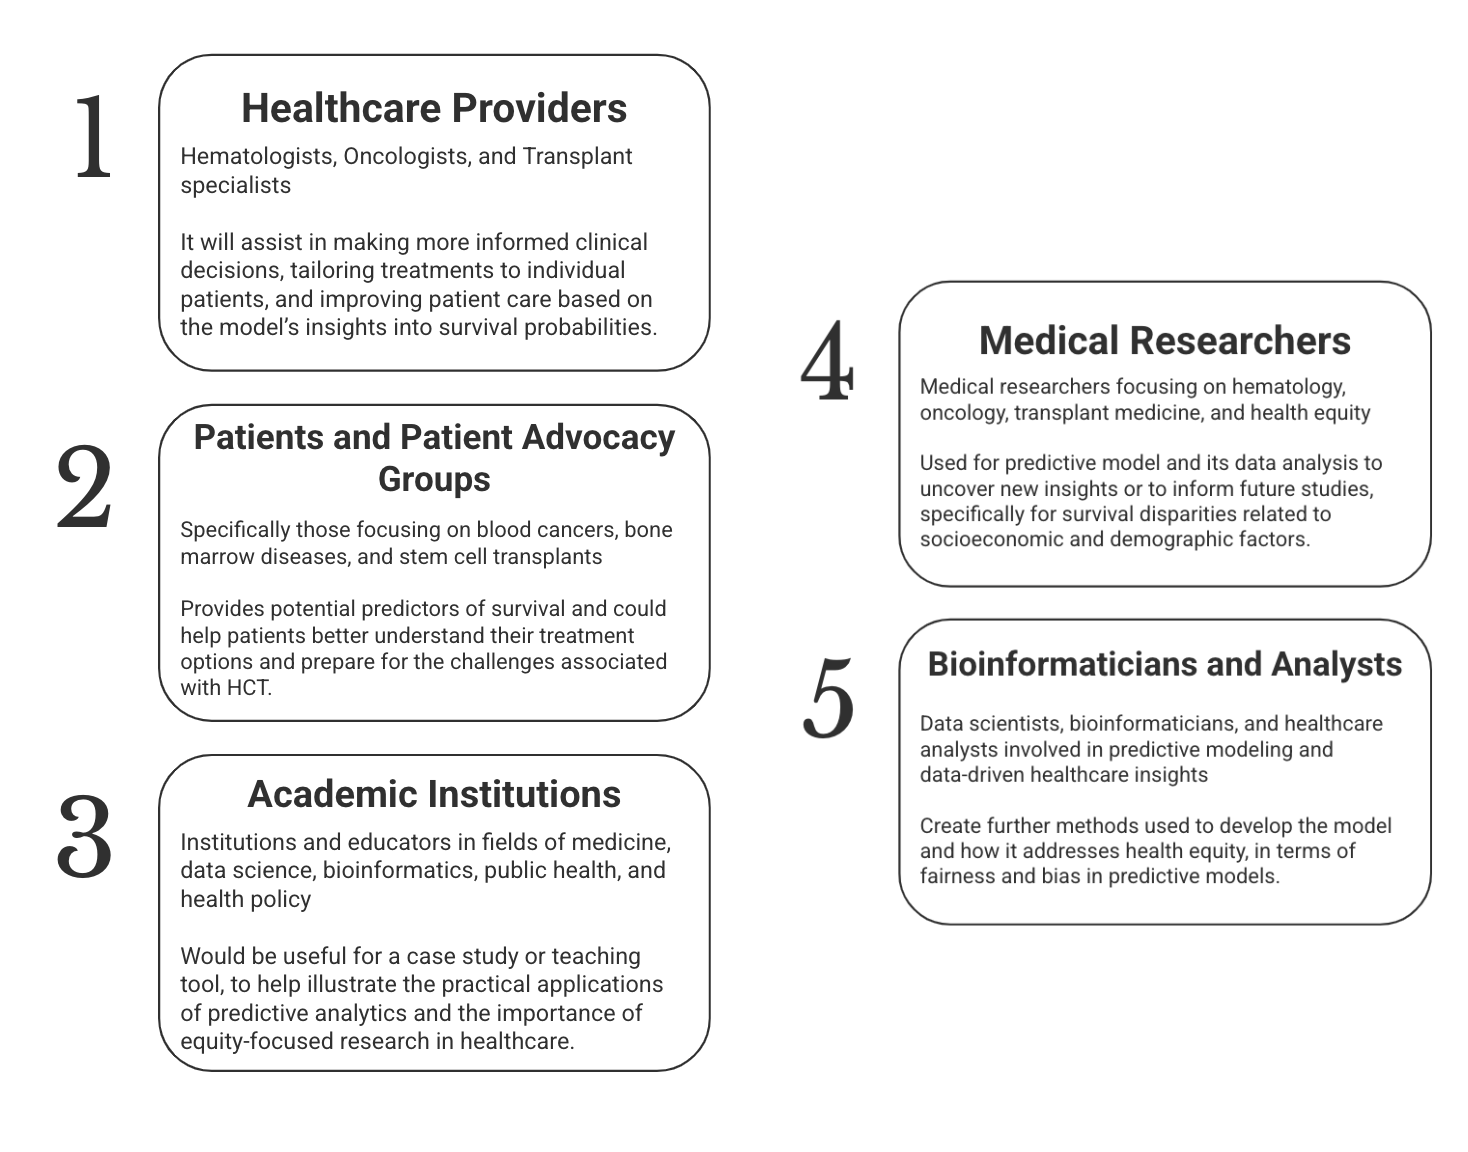 1
Healthcare Providers
Hematologists, Oncologists, and Transplant
specialists
It will assist in making more informed clinical
decisions, tailoring treatments to individual
patients, and improving patient care based on
the model’s insights into survival probabilities.
2
Patients and Patient Advocacy
Groups
Specifically those focusing on blood cancers, bone
marrow diseases, and stem cell transplants
Provides potential predictors of survival and could
help patients better understand their treatment
options and prepare for the challenges associated
with HCT.
3
Academic Institutions
Institutions and educators in fields of medicine,
data science, bioinformatics, public health, and
health policy
Would be useful for a case study or teaching
tool, to help illustrate the practical applications
of predictive analytics and the importance of
equity-focused research in healthcare.
4
Medical Researchers
Medical researchers focusing on hematology,
oncology, transplant medicine, and health equity
Used for predictive model and its data analysis to
uncover new insights or to inform future studies,
specifically for survival disparities related to
socioeconomic and demographic factors.
5
Bioinformaticians and Analysts
Data scientists, bioinformaticians, and healthcare
analysts involved in predictive modeling and
data-driven healthcare insights
Create further methods used to develop the model
and how it addresses health equity, in terms of
fairness and bias in predictive models.